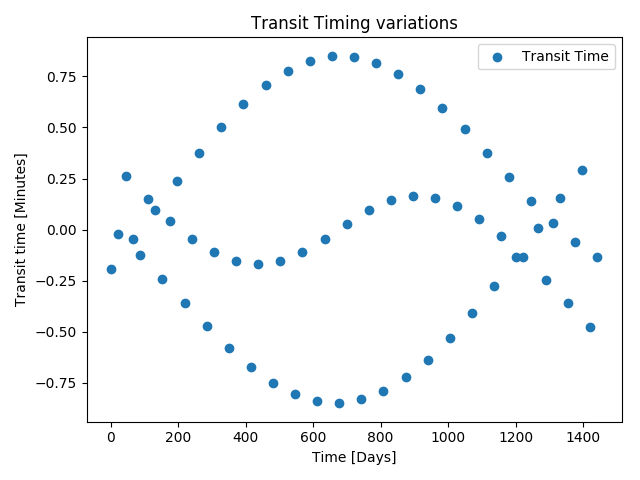 Transit Timing variations
Transit Time
Transit time [Minutes]
0.75
0.50
0.25
0.00
−0.25
−0.50
−0.75
0 200 400 600 800 1000 1200 1400
Time [Days]